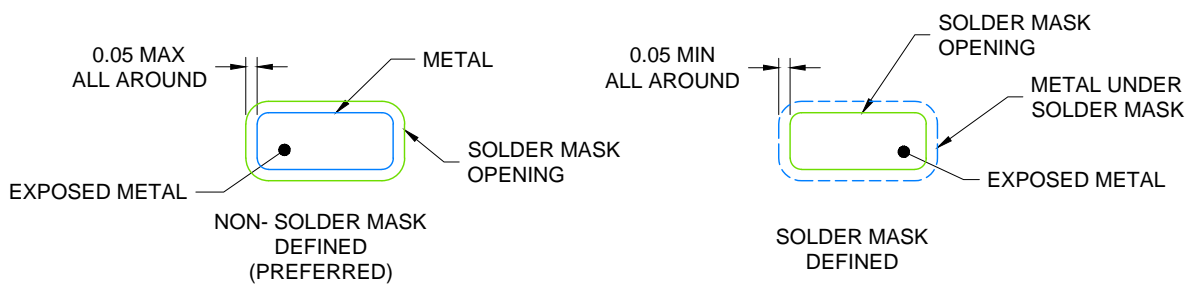 0.05 MAX
ALL AROUND
METAL
SOLDER MASK
OPENING
EXPOSED METAL
NON- SOLDER MASK
DEFINED
(PREFERRED)
SOLDER MASK
OPENING
0.05 MIN
ALL AROUND
METAL UNDER
SOLDER MASK
EXPOSED METAL
SOLDER MASK
DEFINED